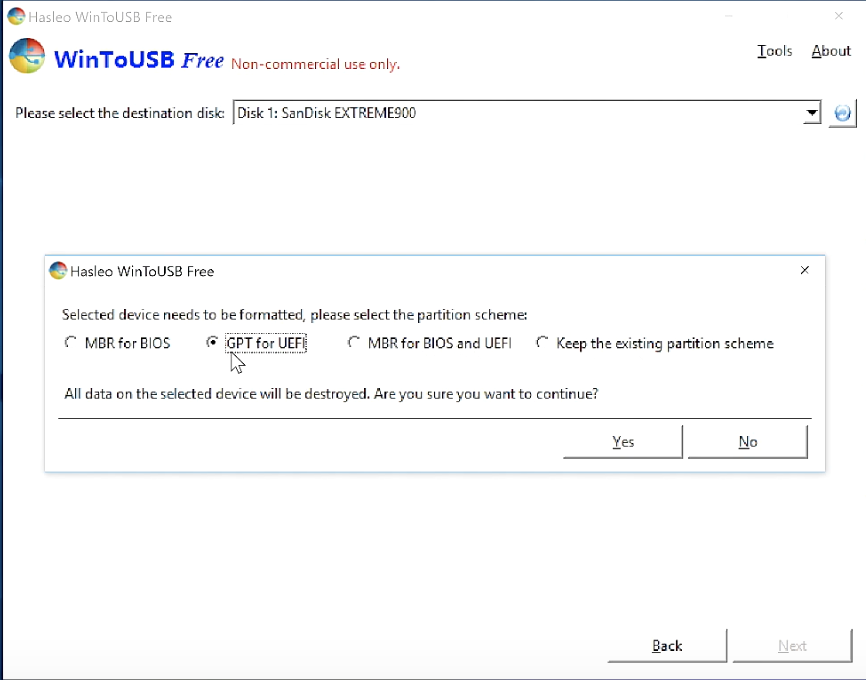 Hasleo WinToUSB Free
WinToUSB Free Non-commercial use only.
Tools About
Please select the destination disk: Disk 1: SanDisk EXTREME900
Hasleo WinToUSB Free
Selected device needs to be formatted, please select the partition scheme:
MBR for BIOS GPT for UEFI MBR for BIOS and UEFI Keep the existing partition scheme
All data on the selected device will be destroyed. Are you sure you want to continue?
Yes No
Back Next